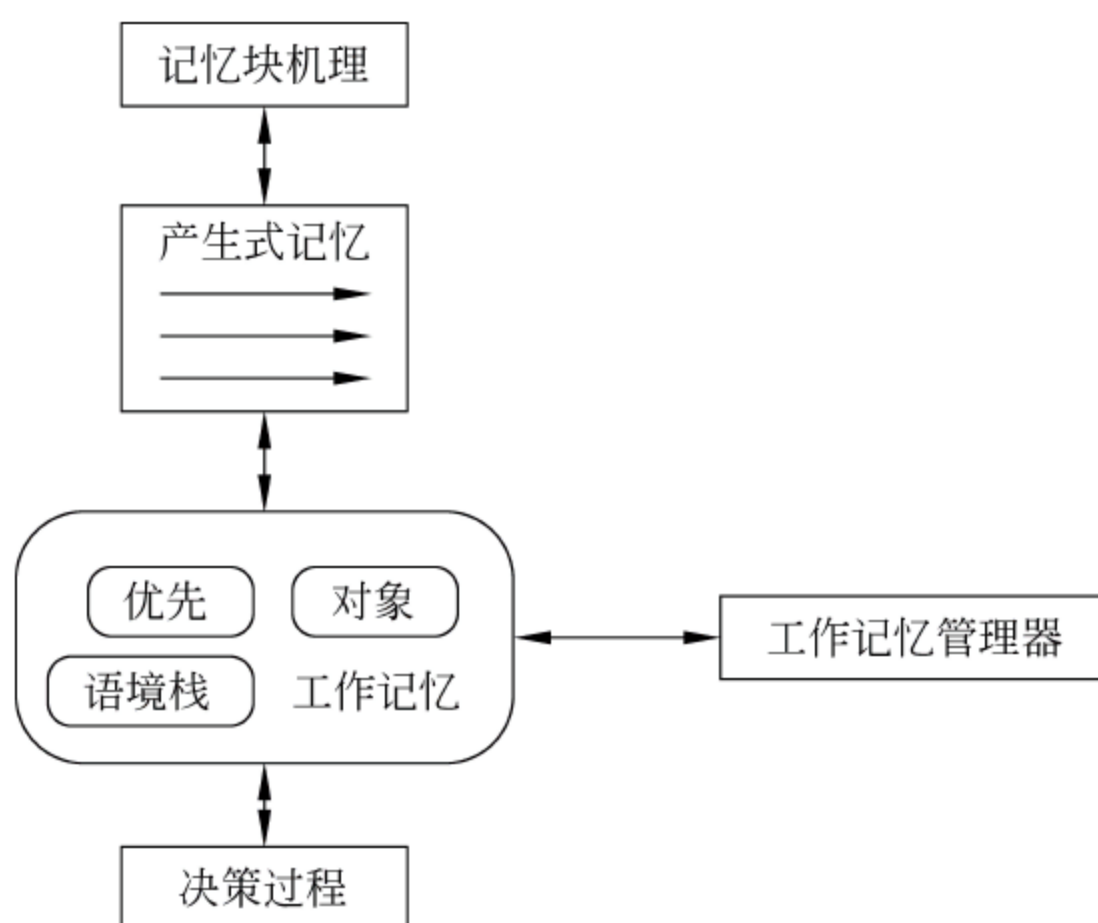 记忆块机理
产生式记忆
优先
对象
语境栈
工作记忆
工作记忆管理器
决策过程